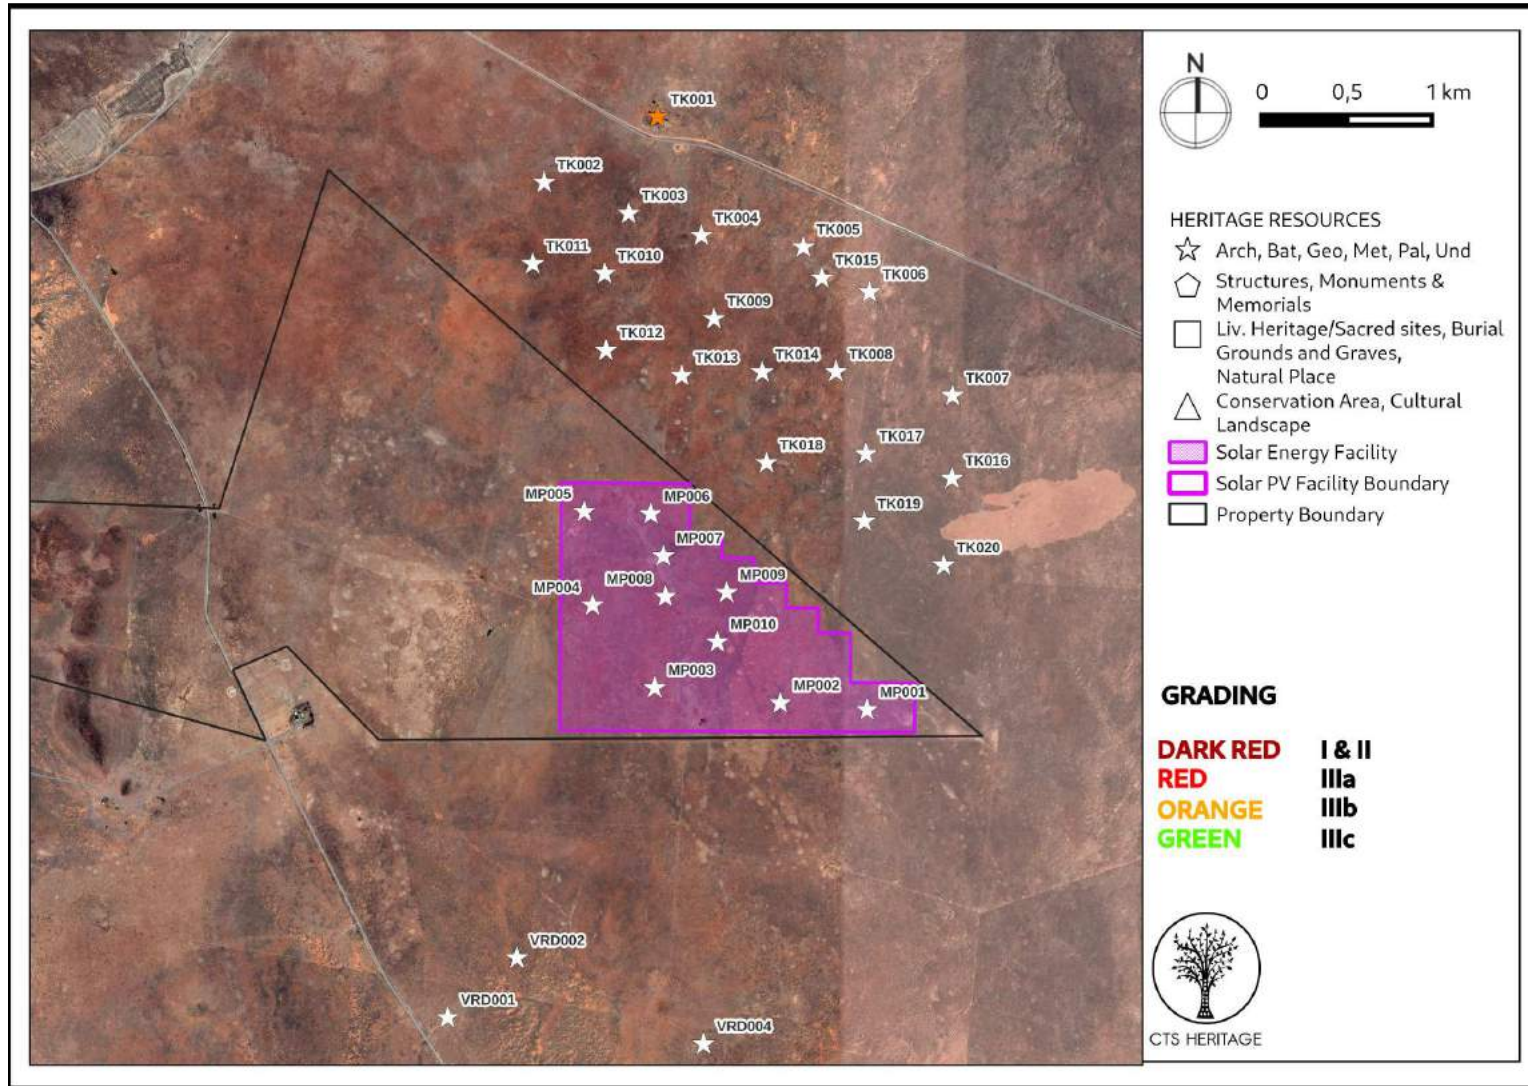 TK001
TK002
TK003
TK004
TK005
TK011
TK010
TK015
TK006
TK009
TK012
TK013
TK014
TK008
TK007
TK018
TK017
TK016
MP005
MP006
TK019
MP007
TK020
MP004
MP008
MP009
MP010
MP003
MP002
MP001
VRD002
VRD001
VRD004
N
0 0,5 1 km
HERITAGE RESOURCES
Arch, Bat, Geo, Met, Pal, Und
Structures, Monuments &
Memorials
Liv. Heritage/Sacred sites, Burial
Grounds and Graves,
Natural Place
Conservation Area, Cultural
Landscape
Solar Energy Facility
Solar PV Facility Boundary
Property Boundary
GRADING
DARK RED I & II
RED IIIa
ORANGE IIIb
GREEN IIIc
CTS HERITAGE